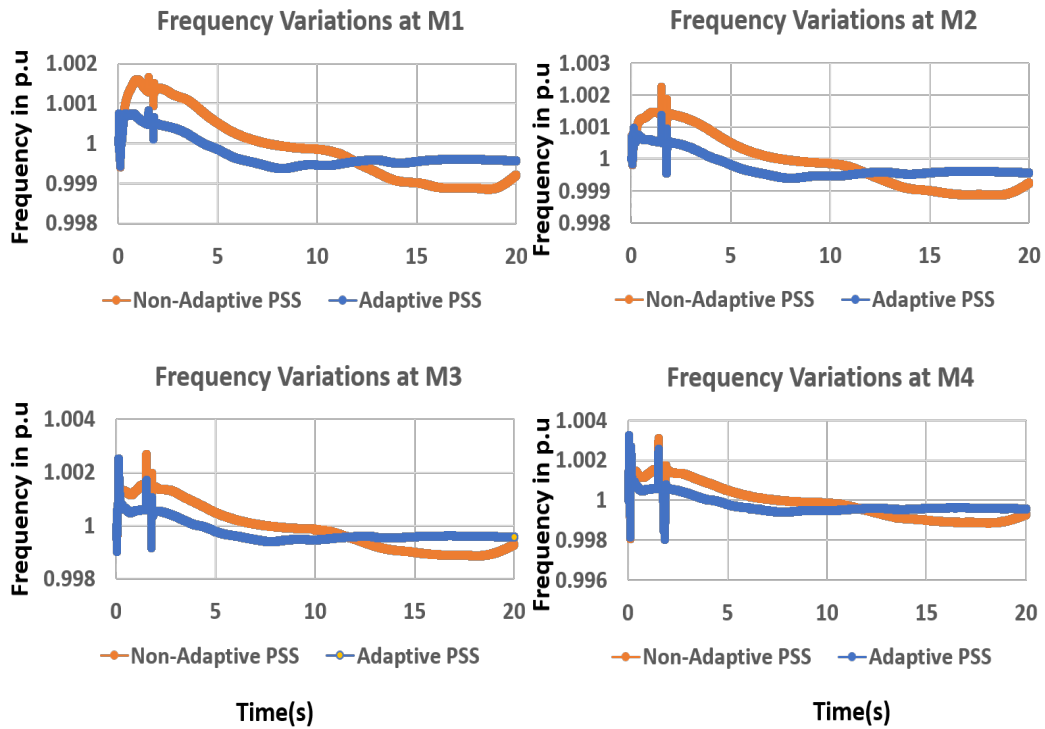 Frequency Variations at M1
Frequency in p.u
1.002
1.001
1
0.999
0.998
0 5 10 15 20
Non-Adaptive PSS Adaptive PSS
Frequency Variations at M2
Frequency in p.u
1.003
1.002
1.001
1
0.999
0.998
0 5 10 15 20
Non-Adaptive PSS Adaptive PSS
Frequency Variations at M3
Frequency in p.u
1.004
1.002
1
0.998
0 5 10 15 20
Non-Adaptive PSS Adaptive PSS
Time(s)
Frequency Variations at M4
Frequency in p.u
1.004
1.002
1
0.998
0.996
0 5 10 15 20
Non-Adaptive PSS Adaptive PSS
Time(s)